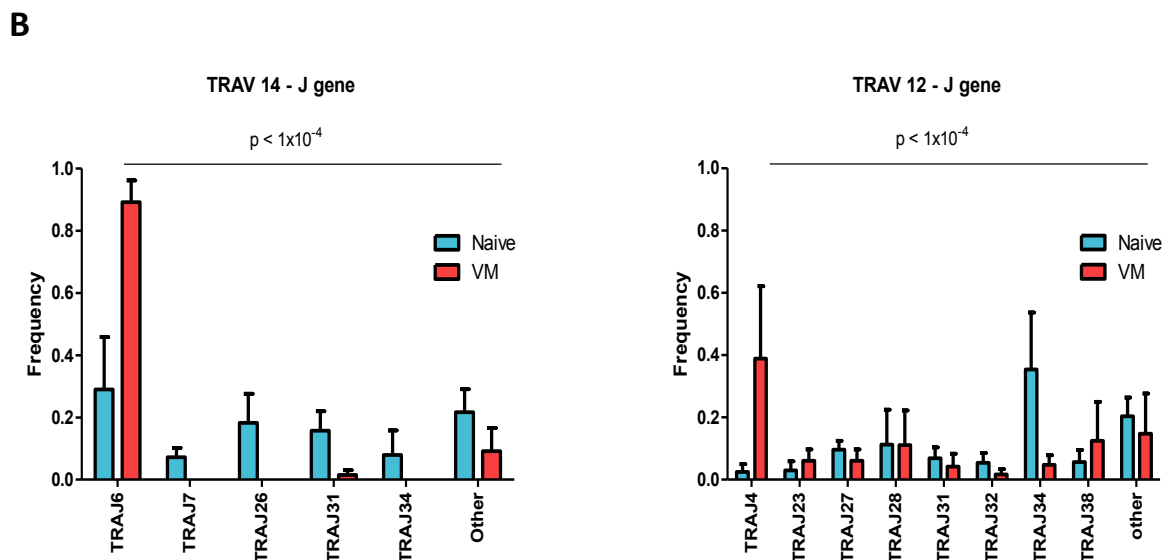 B
TRAV 14 - J gene
p < 1x10-4
1.0
0.8
0.6
0.4
0.2
0.0
Frequency
Naive
VM
TRAJ6
TRAJ7
TRAJ26
TRAJ31
TRAJ34
Other
TRAV 12 - J gene
p < 1x10-4
1.0
0.8
0.6
0.4
0.2
0.0
Frequency
Naive
VM
TRAJ4
TRAJ23
TRAJ27
TRAJ28
TRAJ31
TRAJ32
TRAJ34
TRAJ38
other